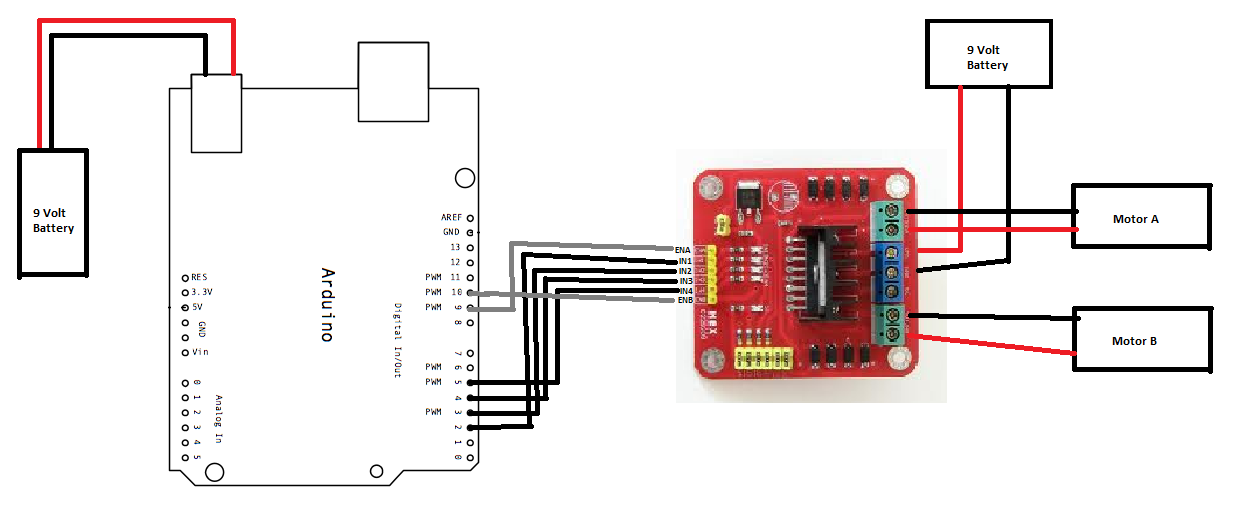 9 Volt
Battery
9 Volt
Battery
Arduino
AREF
GND
13
12
PWM 11
PWM 10
PWM 9
8
Digital In/Out
7
PWM 6
PWM 5
4
PWM 3
2
1
0
RES
3.3V
5V
GND
Vin
Analog In
0
1
2
3
4
5
ENA
IN1
IN2
IN3
IN4
ENB
Motor A
Motor B